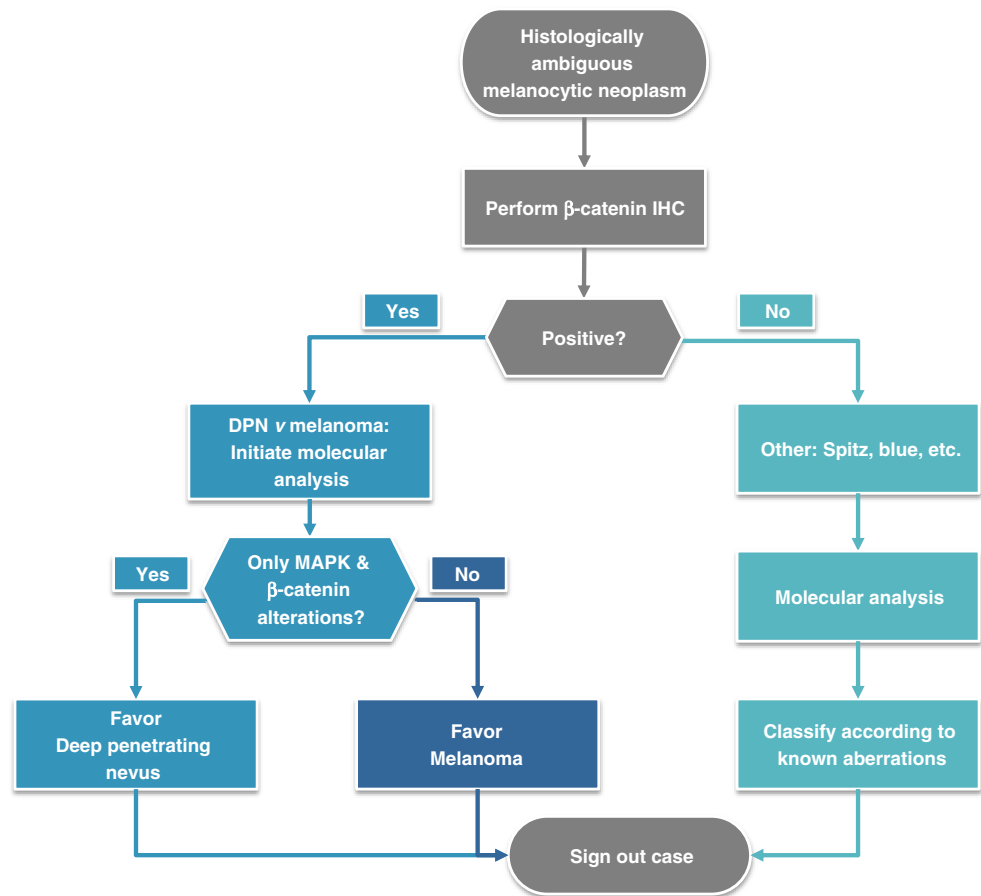 Histologically
ambiguous
melanocytic neoplasm
Perform β-catenin IHC
Yes
No
Positive?
DPN v melanoma:
Initiate molecular
analysis
Other: Spitz, blue, etc.
Yes
Only MAPK &
β-catenin
alterations?
No
Molecular analysis
Favor
Deep penetrating
nevus
Favor
Melanoma
Classify according to
known aberrations
Sign out case